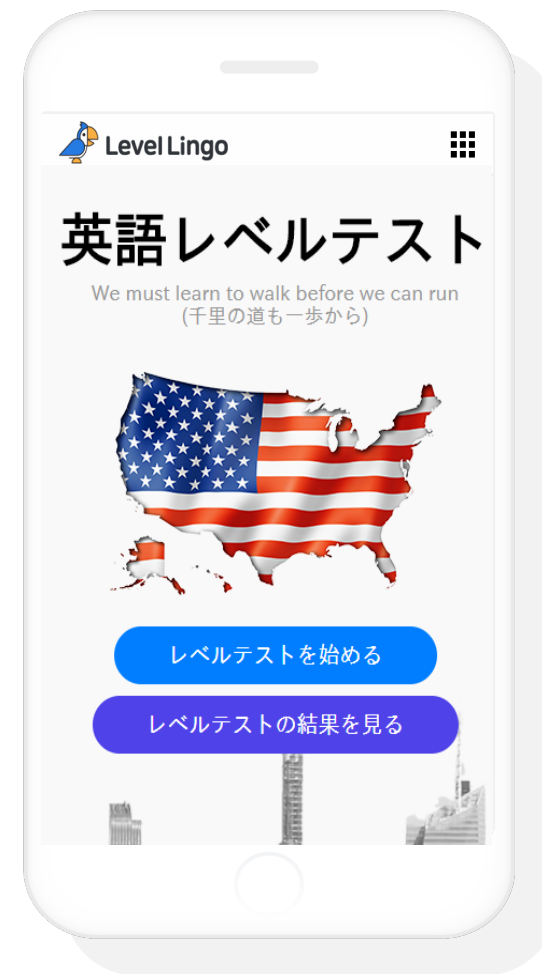 Level Lingo
英語レベルテスト
We must learn to walk before we can run
(千里の道も一歩から)
レベルテストを始める
レベルテストの結果を見る